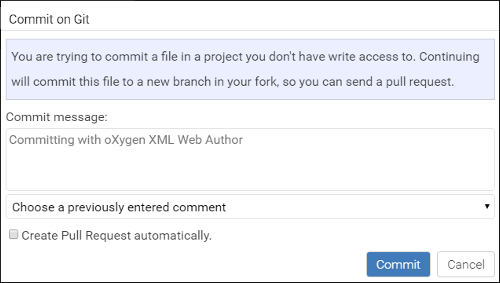 Commit on Git
You are trying to commit a file in a project you don't have write access to. Continuing
will commit this file to a new branch in your fork, so you can send a pull request.
Commit message:
Committing with oXygen XML Web Author
Choose a previously entered comment
Create Pull Request automatically.
Commit Cancel